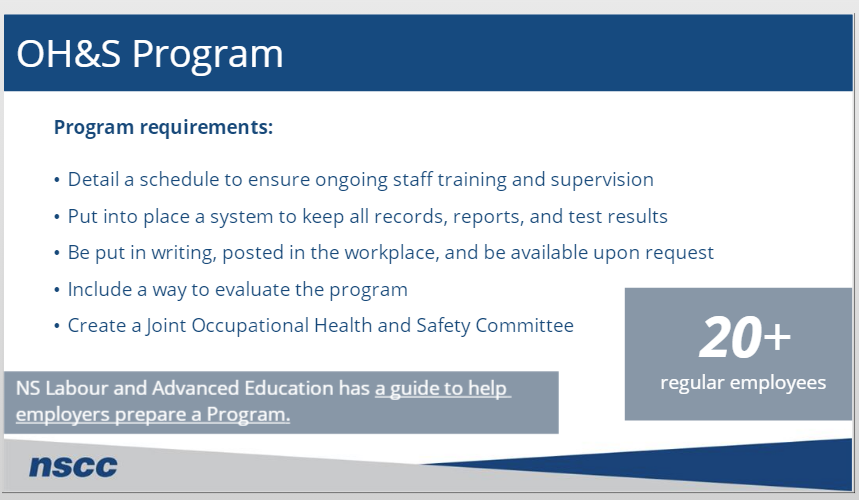 OH&S Program
Program requirements:
• Detail a schedule to ensure ongoing staff training and supervision
• Put into place a system to keep all records, reports, and test results
• Be put in writing, posted in the workplace, and be available upon request
• Include a way to evaluate the program
• Create a Joint Occupational Health and Safety Committee
20+
regular employees
NS Labour and Advanced Education has a guide to help
employers prepare a Program.
nscc